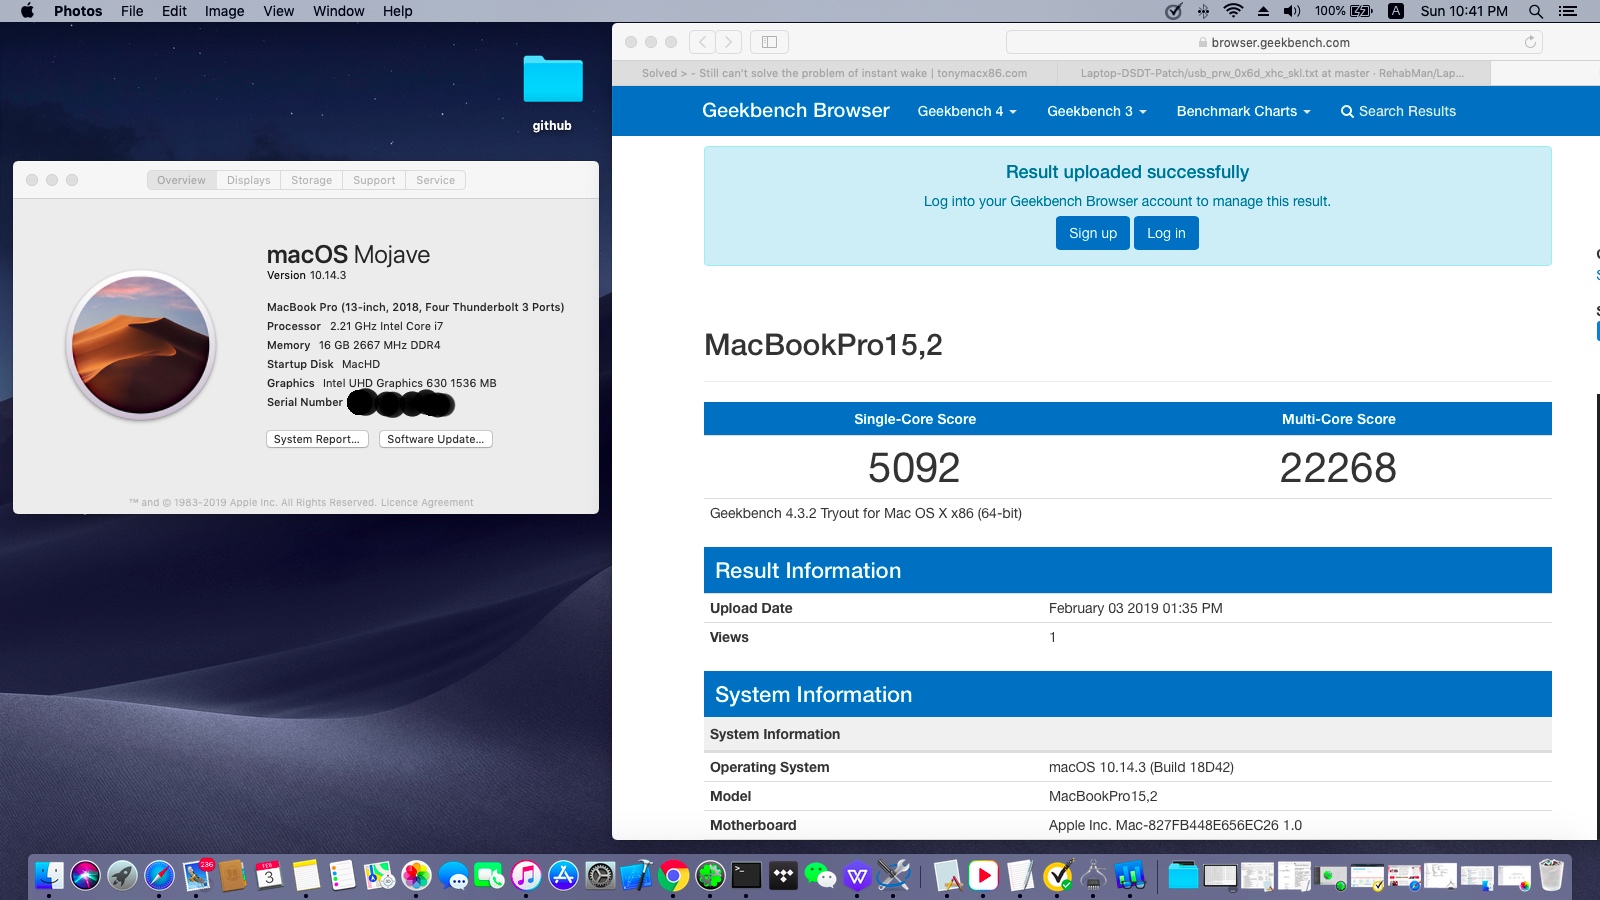 Photos File Edit Image View Window Help
100% A Sun 10:41 PM
github
Overview Displays Storage Support Service
macOS Mojave
Version 10.14.3
MacBook Pro (13-inch, 2018, Four Thunderbolt 3 Ports)
Processor 2.21 GHz Intel Core i7
Memory 16 GB 2667 MHz DDR4
Startup Disk MacHD
Graphics Intel UHD Graphics 630 1536 MB
Serial Number
System Report... Software Update...
™ and © 1983-2019 Apple Inc. All Rights Reserved. Licence Agreement
browser.geekbench.com
Solved > - Still can't solve the problem of instant wake | tonymacx86.com
Laptop-DSDT-Patch/usb_prw_0x6d_xhc_skl.txt at master · RehabMan/Lap...
Geekbench Browser Geekbench 4 Geekbench 3 Benchmark Charts Search Results
Result uploaded successfully
Log into your Geekbench Browser account to manage this result.
Sign up Log in
MacBookPro15,2
Single-Core Score Multi-Core Score
5092 22268
Geekbench 4.3.2 Tryout for Mac OS X x86 (64-bit)
Result Information
Upload Date February 03 2019 01:35 PM
Views 1
System Information
System Information
Operating System macOS 10.14.3 (Build 18D42)
Model MacBookPro15,2
Motherboard Apple Inc. Mac-827FB448E656EC26 1.0
236
FEB
3